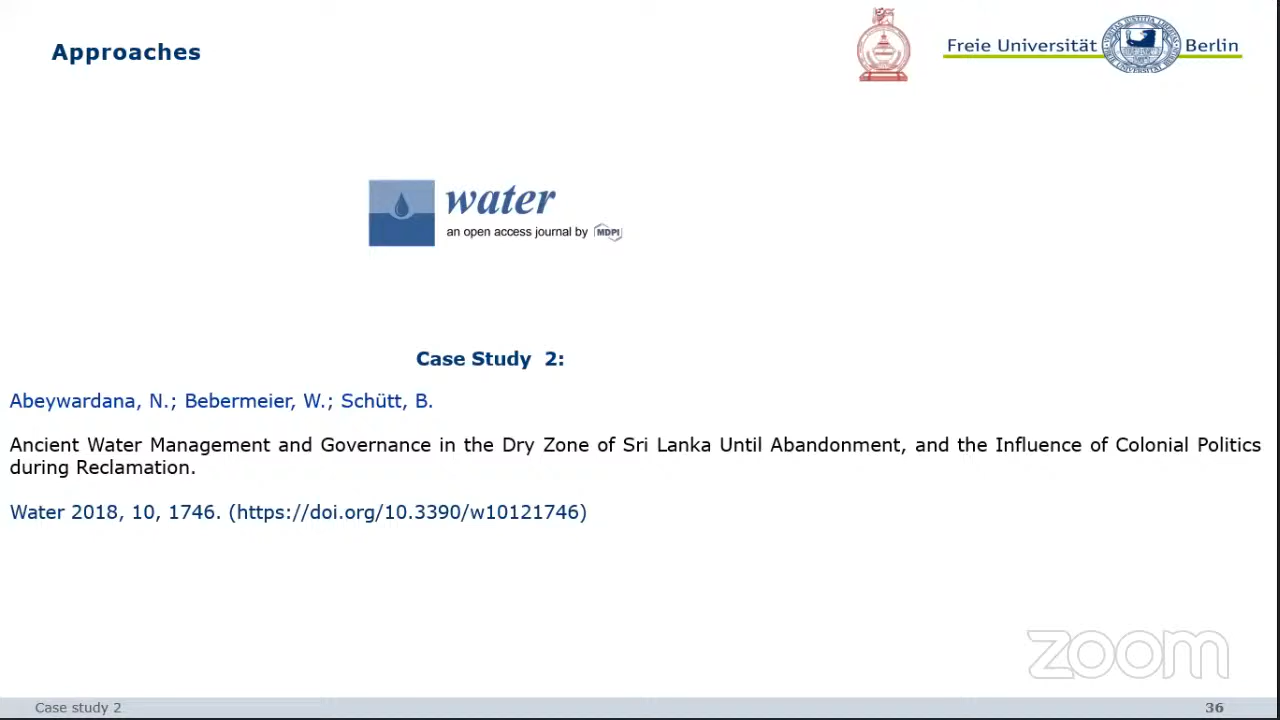 Approaches
Freie Universität Berlin
water
an open access journal by MDPI
Case Study 2:
Abeywardana, N.; Bebermeier, W.; Schütt, B.
Ancient Water Management and Governance in the Dry Zone of Sri Lanka Until Abandonment, and the Influence of Colonial Politics
during Reclamation.
Water 2018, 10, 1746. (https://doi.org/10.3390/w10121746)
zoom
Case study 2
36